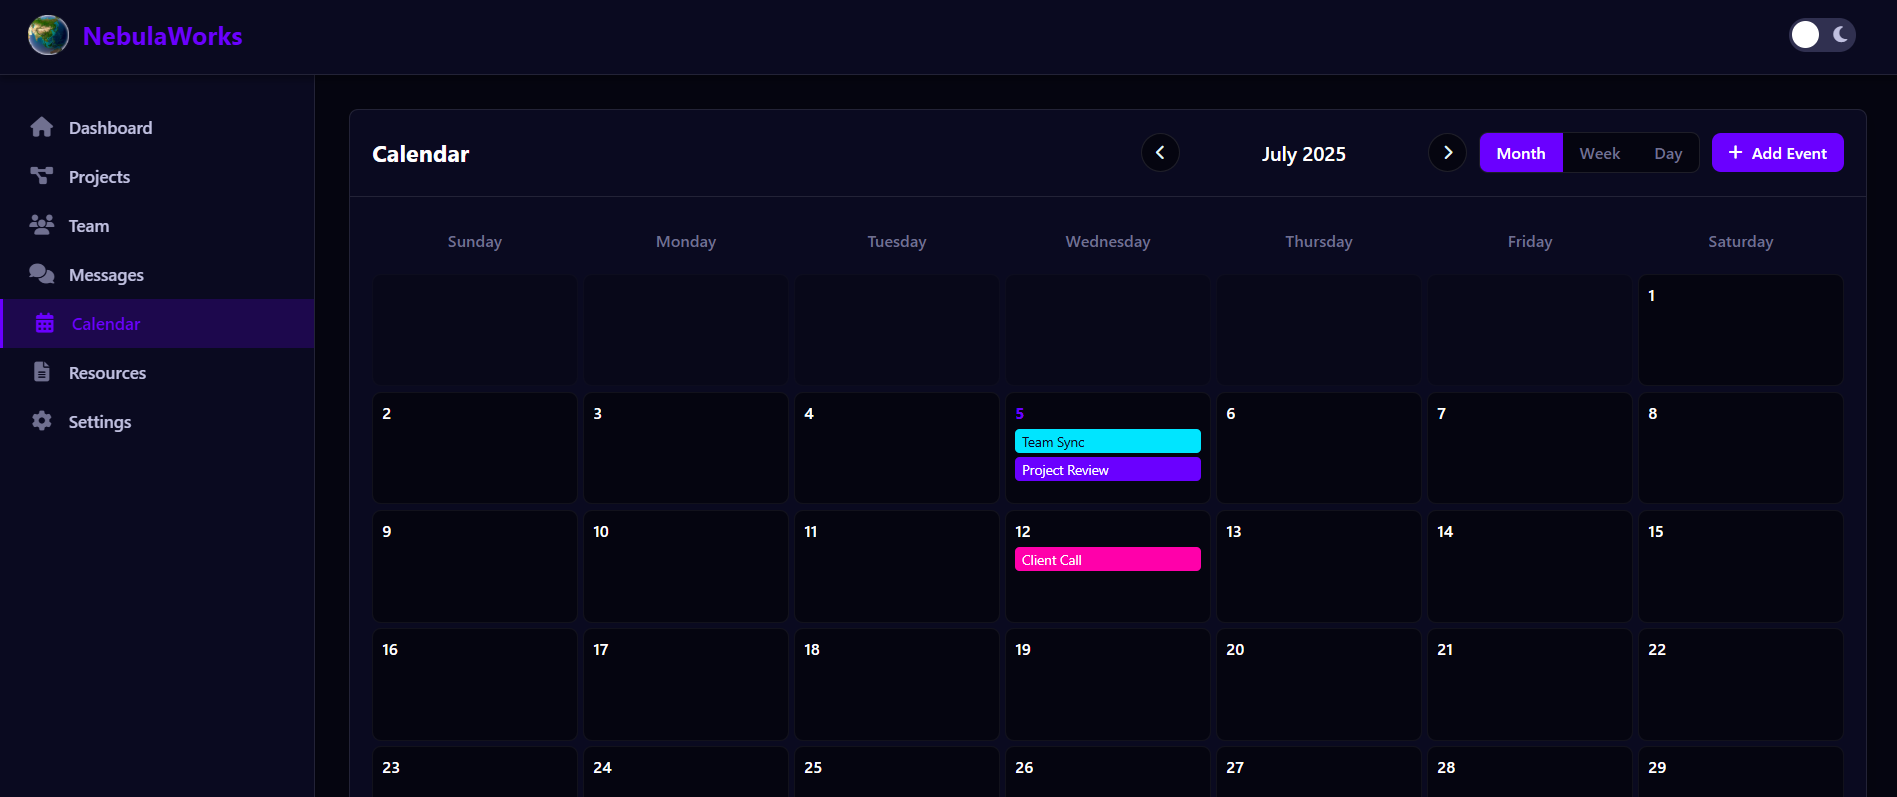 NebulaWorks
Dashboard
Projects
Team
Messages
Calendar
Resources
Settings
Calendar
July 2025
Month Week Day
+ Add Event
Sunday Monday Tuesday Wednesday Thursday Friday Saturday
1
2 3 4 5 6 7 8
Team Sync
Project Review
9 10 11 12 13 14 15
Client Call
16 17 18 19 20 21 22
23 24 25 26 27 28 29